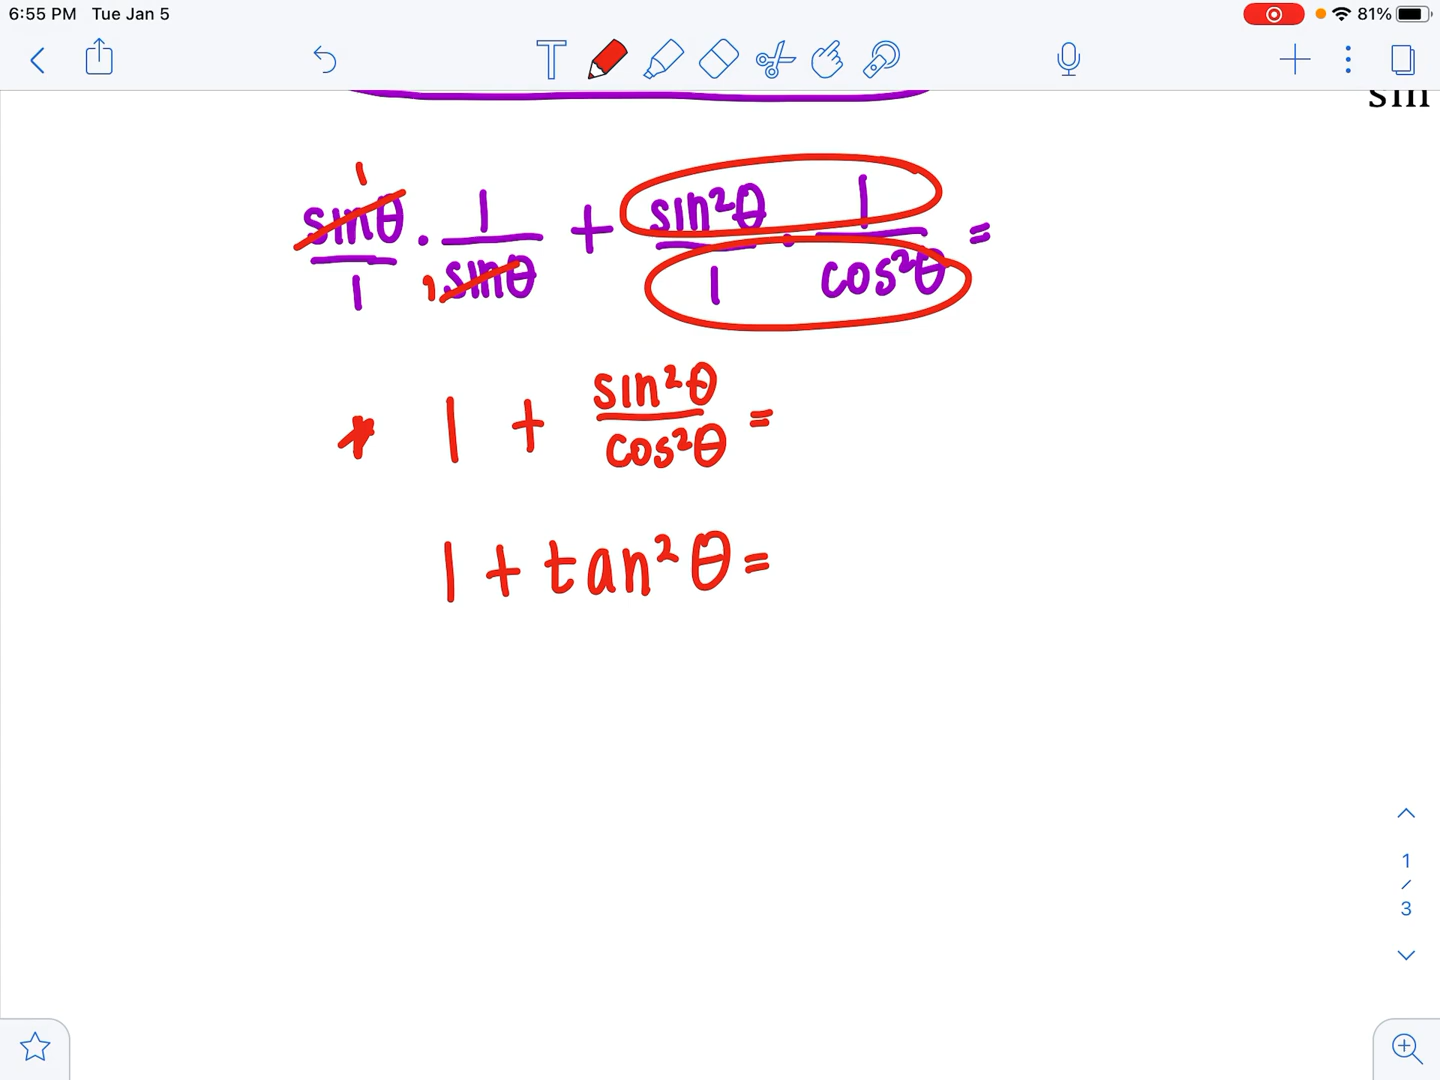 6:55 PM Tue Jan 5
81%
T
sin
sinθ/1 · 1/sinθ + sin²θ/1 · 1/cos²θ =
1
1
* 1 + sin²θ/cos²θ =
1 + tan²θ =
1
/
3